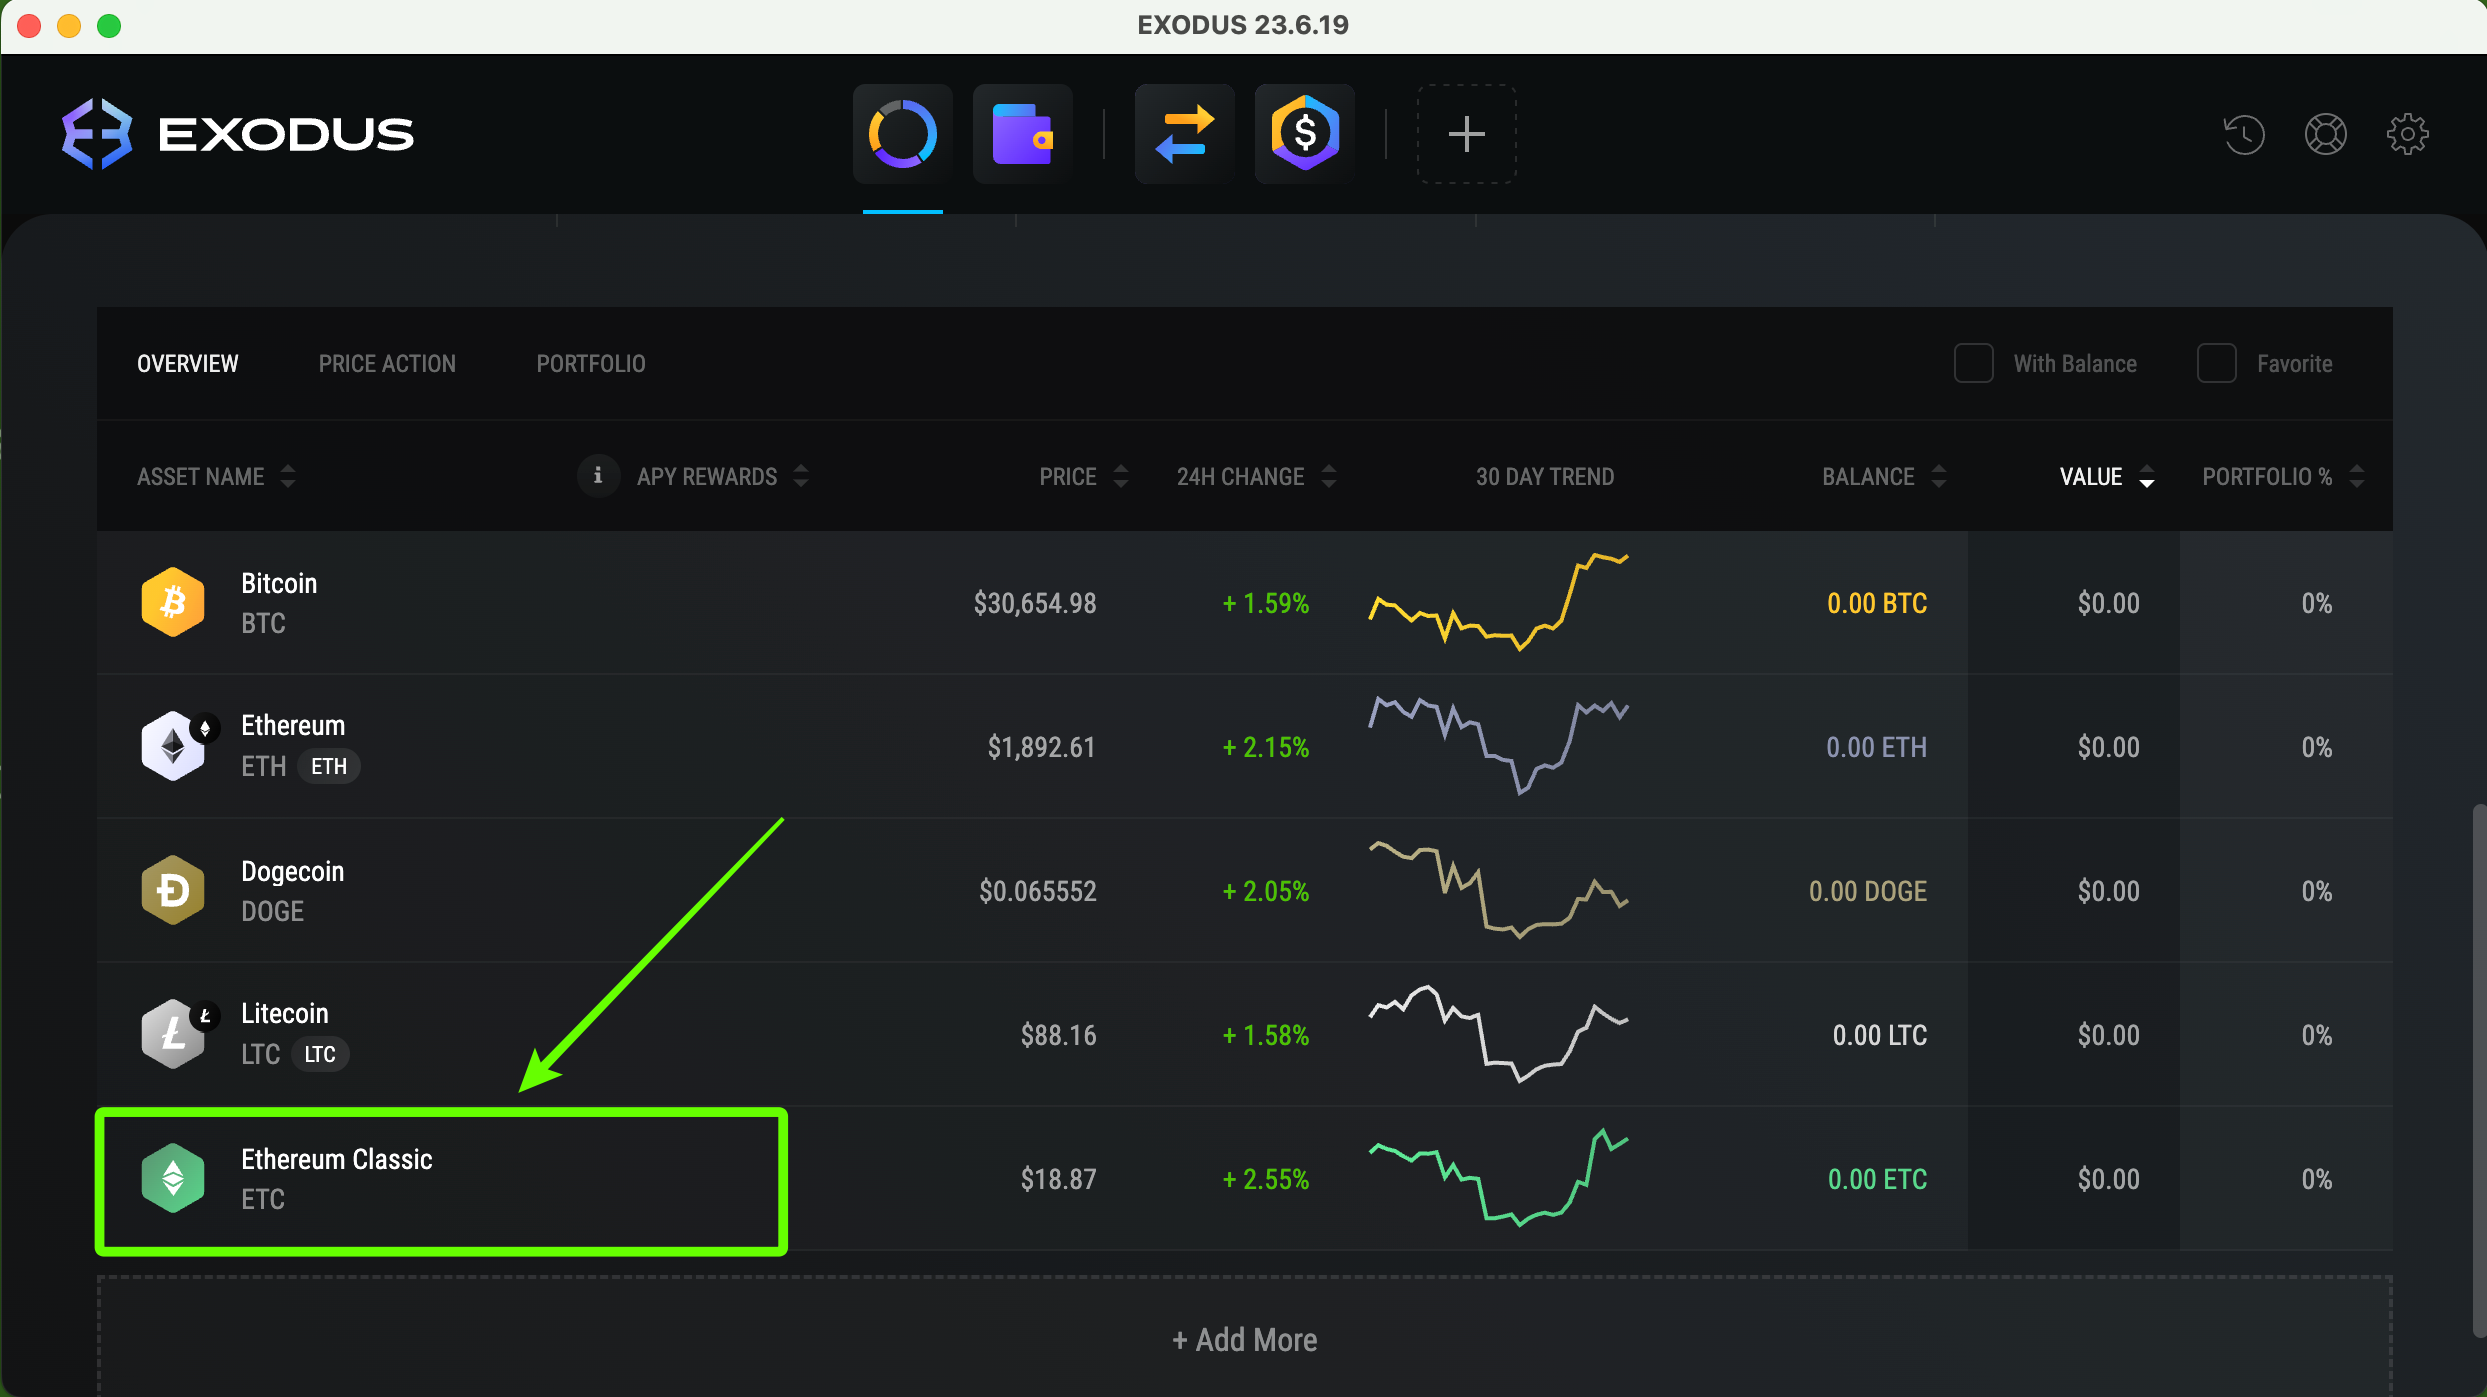 EXODUS 23.6.19
EXODUS
OVERVIEW PRICE ACTION PORTFOLIO With Balance Favorite
ASSET NAME i APY REWARDS PRICE 24H CHANGE 30 DAY TREND BALANCE VALUE PORTFOLIO %
Bitcoin
BTC
$30,654.98 + 1.59% 0.00 BTC $0.00 0%
Ethereum
ETH ETH
$1,892.61 + 2.15% 0.00 ETH $0.00 0%
Dogecoin
DOGE
$0.065552 + 2.05% 0.00 DOGE $0.00 0%
Litecoin
LTC LTC
$88.16 + 1.58% 0.00 LTC $0.00 0%
Ethereum Classic
ETC
$18.87 + 2.55% 0.00 ETC $0.00 0%
+ Add More